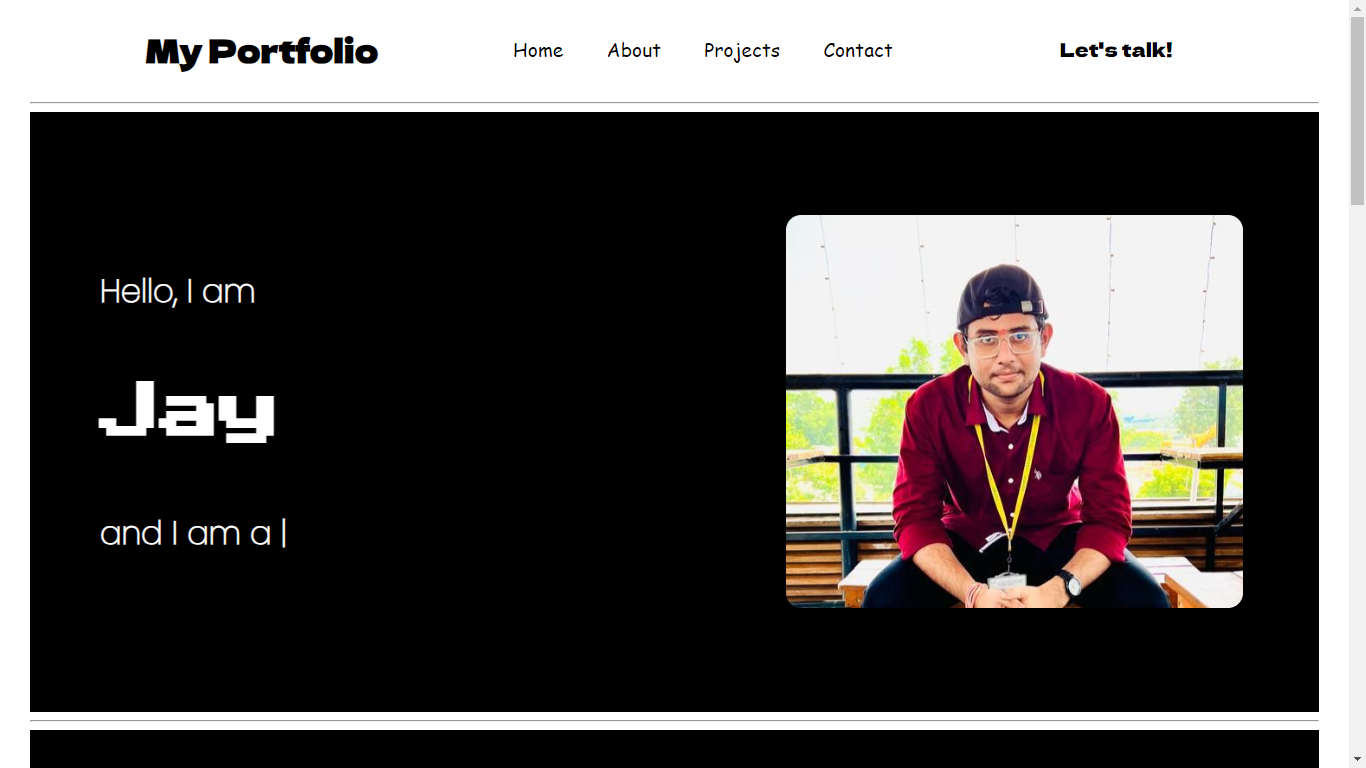 My Portfolio
Home About Projects Contact
Let's talk!
Hello, I am
Jay
and I am a |